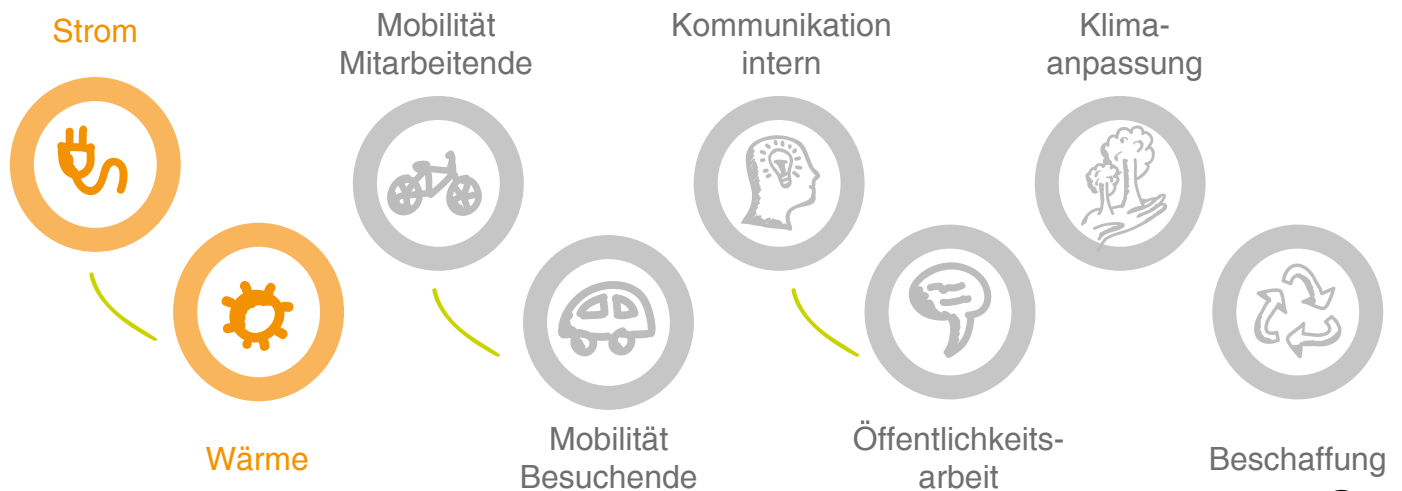 Strom
Mobilität
Mitarbeitende
Kommunikation
intern
Klima-
anpassung
Wärme
Mobilität
Besuchende
Öffentlichkeits-
arbeit
Beschaffung